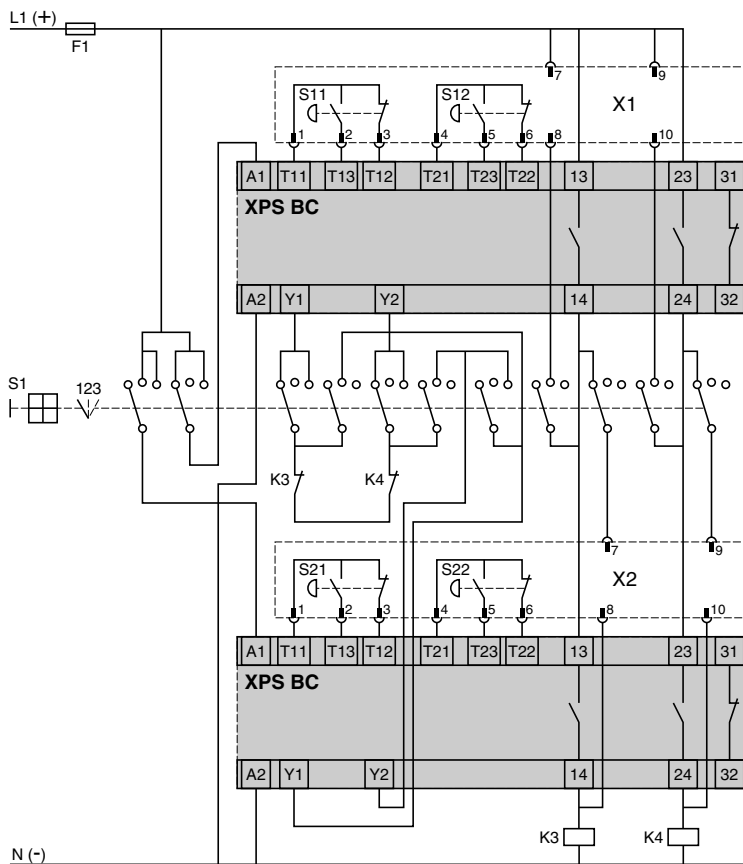 L1 (+)
F1
7 9
S11 S12 X1
1 2 3 4 5 6 8 10
A1 T11 T13 T12 T21 T23 T22 13 23 31
XPS BC
A2 Y1 Y2 14 24 32
S1 123
K3 K4
7 9
S21 S22 X2
1 2 3 4 5 6 8 10
A1 T11 T13 T12 T21 T23 T22 13 23 31
XPS BC
A2 Y1 Y2 14 24 32
K3 K4
N (-)